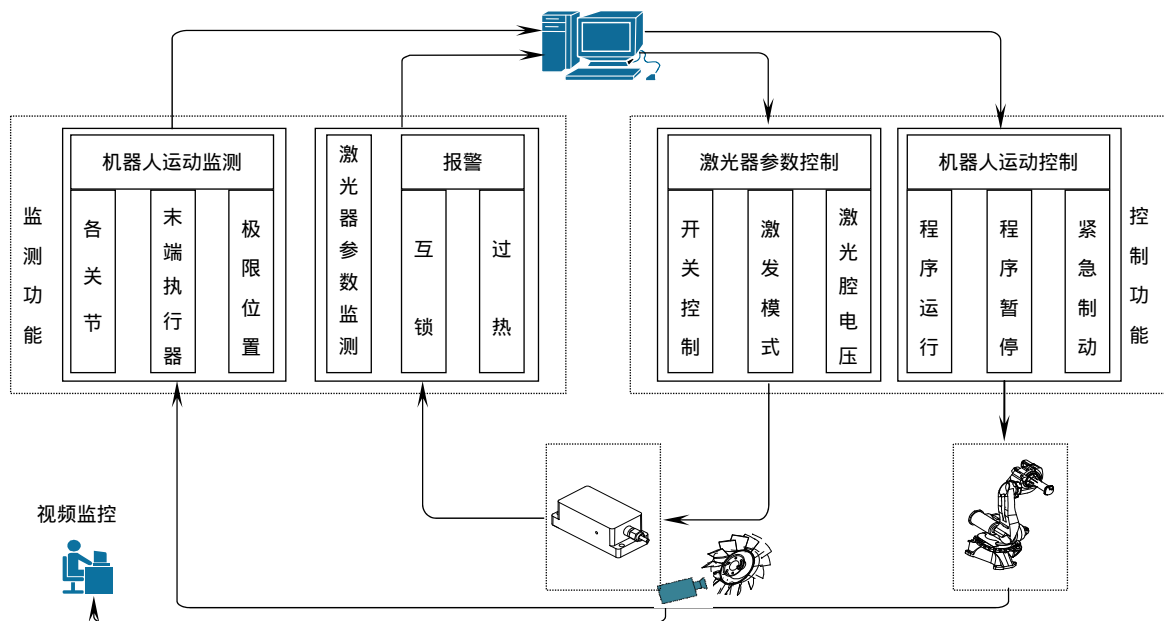 监测功能
机器人运动监测
各关节
末端执行器
极限位置
激光器参数监测
报警
互锁
过热
激光器参数控制
开关控制
激发模式
激光腔电压
机器人运动控制
程序运行
程序暂停
紧急制动
控制功能
视频监控